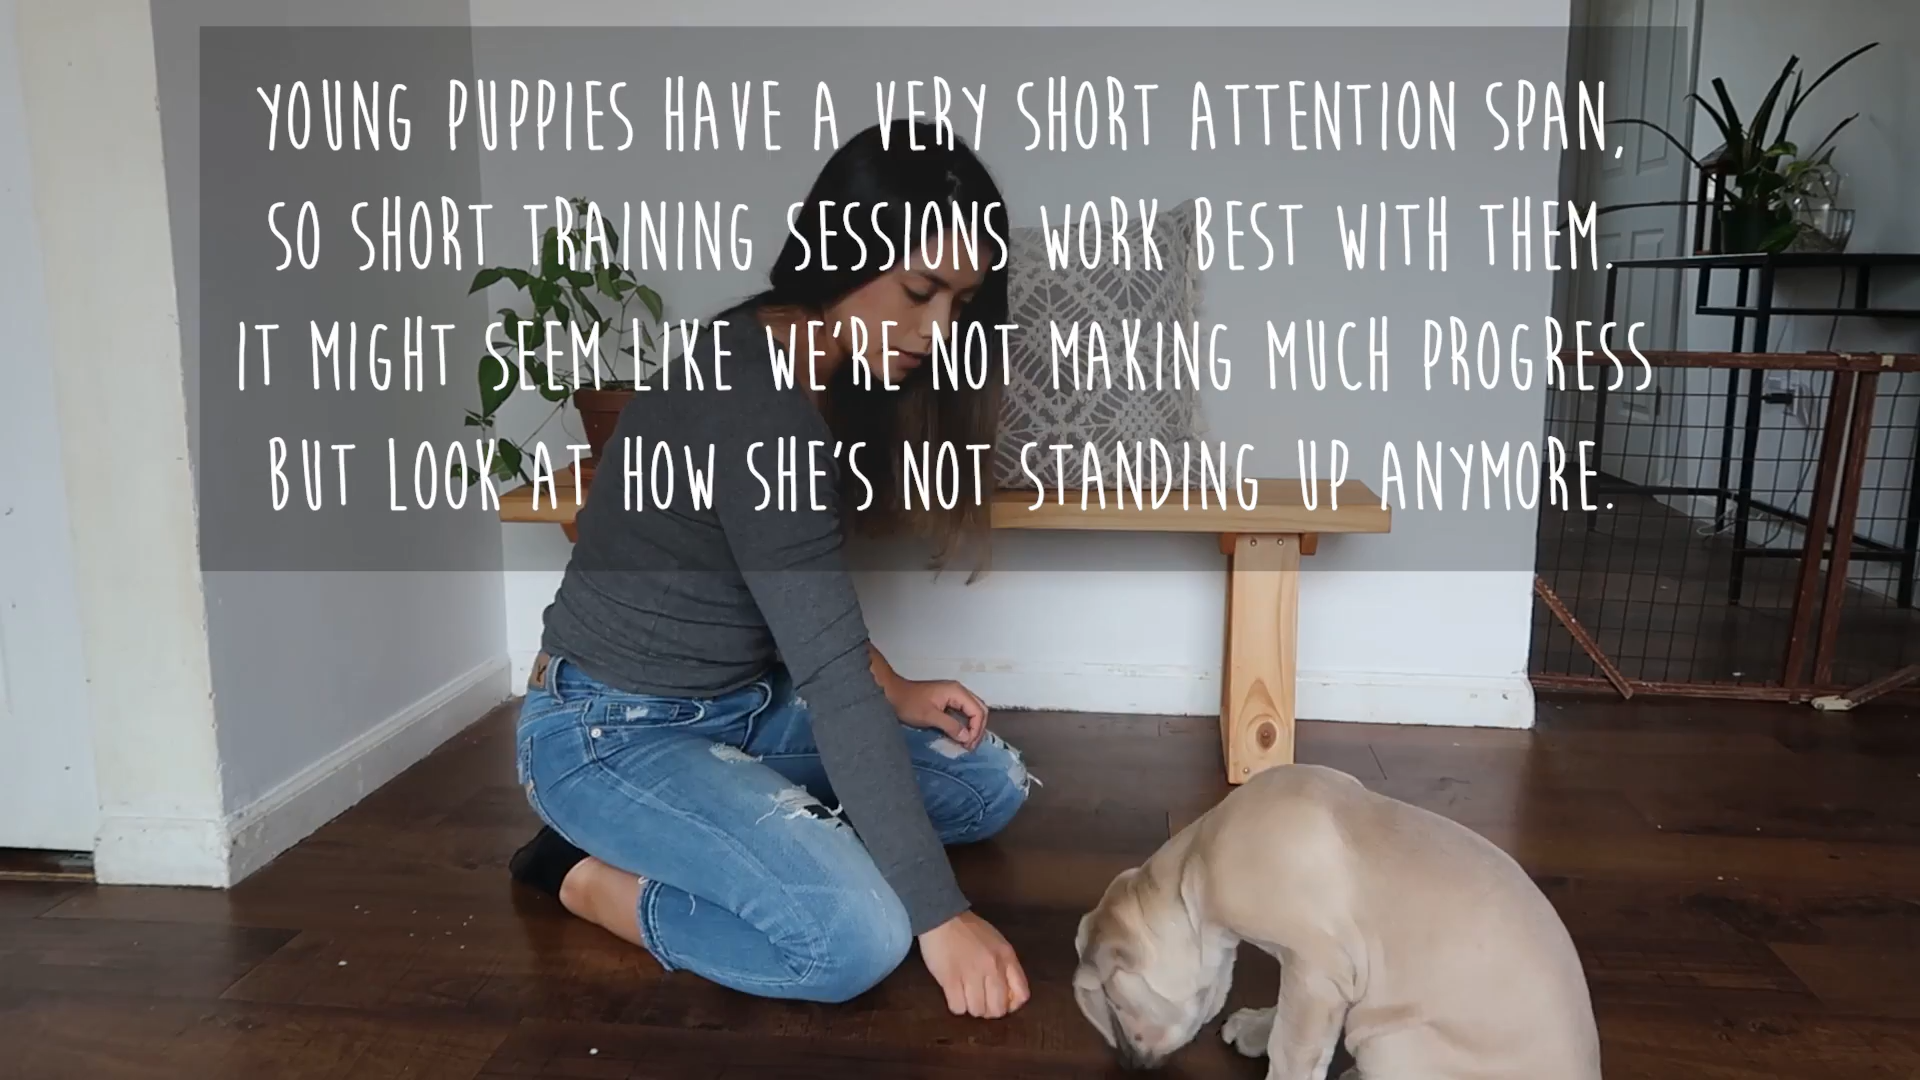 YOUNG PUPPIES HAVE A VERY SHORT ATTENTION SPAN,
SO SHORT TRAINING SESSIONS WORK BEST WITH THEM.
IT MIGHT SEEM LIKE WE'RE NOT MAKING MUCH PROGRESS
BUT LOOK AT HOW SHE'S NOT STANDING UP ANYMORE.